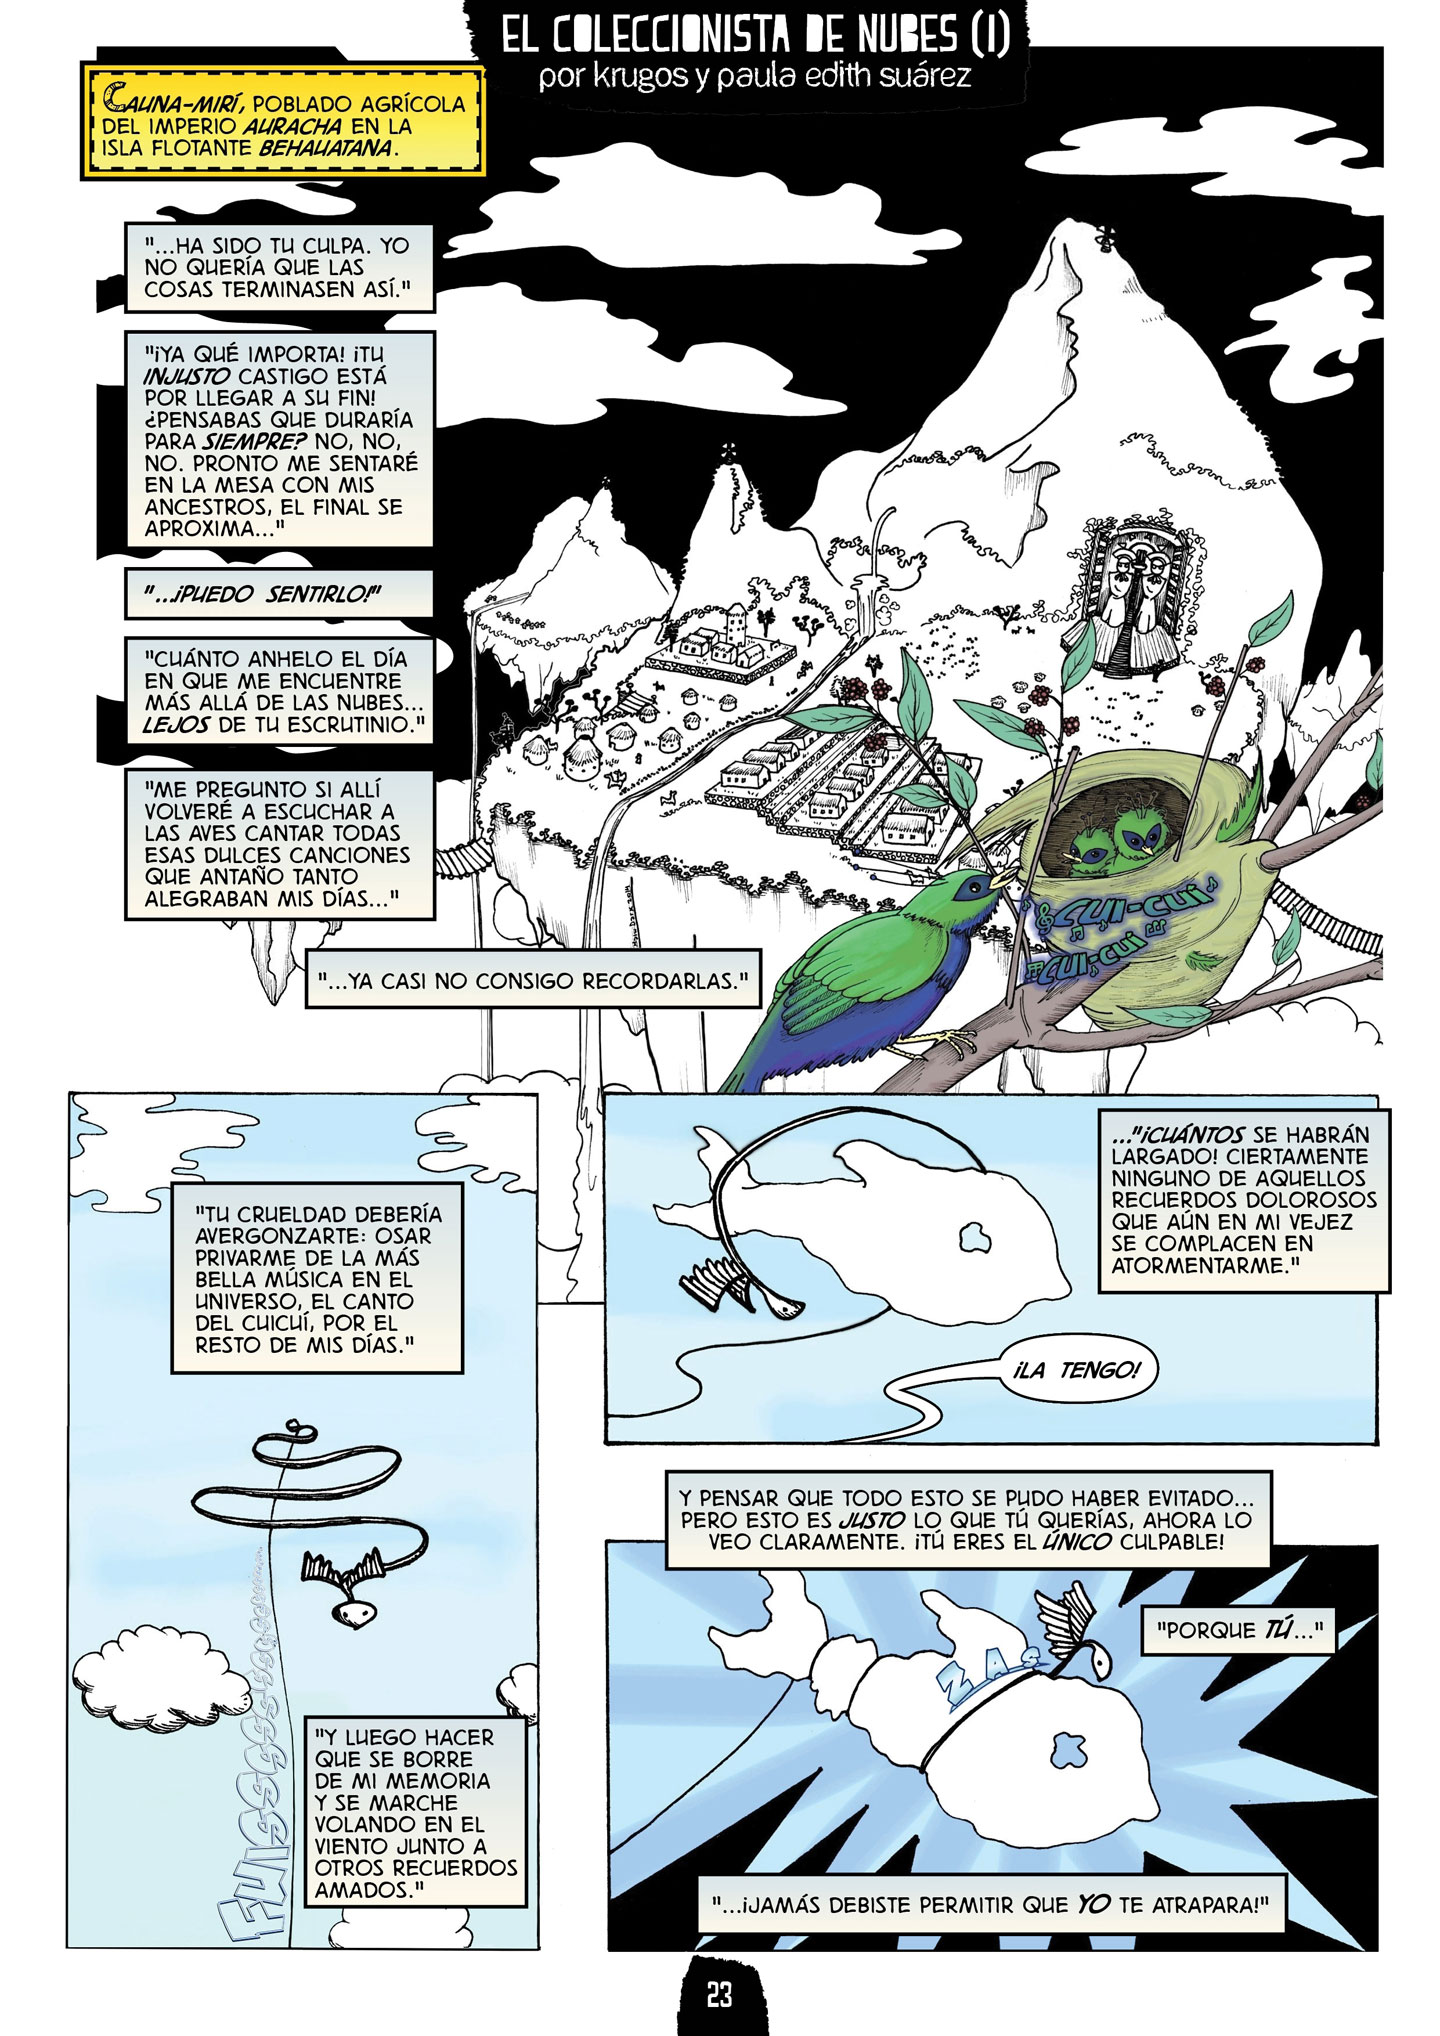 EL COLECCIONISTA DE NUBES (I)
por krugos y paula edith suárez
CAUNA-MIRÍ, POBLADO AGRÍCOLA
DEL IMPERIO AURACHA EN LA
ISLA FLOTANTE BEHAUATANA.
"...HA SIDO TU CULPA. YO
NO QUERÍA QUE LAS
COSAS TERMINASEN ASÍ."
"¡YA QUÉ IMPORTA! ¡TU
INJUSTO CASTIGO ESTÁ
POR LLEGAR A SU FIN!
¿PENSABAS QUE DURARÍA
PARA SIEMPRE? NO, NO,
NO. PRONTO ME SENTARÉ
EN LA MESA CON MIS
ANCESTROS, EL FINAL SE
APROXIMA..."
"...¡PUEDO SENTIRLO!"
"CUÁNTO ANHELO EL DÍA
EN QUE ME ENCUENTRE
MÁS ALLÁ DE LAS NUBES...
LEJOS DE TU ESCRUTINIO."
"ME PREGUNTO SI ALLÍ
VOLVERÉ A ESCUCHAR A
LAS AVES CANTAR TODAS
ESAS DULCES CANCIONES
QUE ANTAÑO TANTO
ALEGRABAN MIS DÍAS..."
"...YA CASI NO CONSIGO RECORDARLAS."
CUI-CUÍ
CUI-CUÍ
"TU CRUELDAD DEBERÍA
AVERGONZARTE: OSAR
PRIVARME DE LA MÁS
BELLA MÚSICA EN EL
UNIVERSO, EL CANTO
DEL CUICUÍ, POR EL
RESTO DE MIS DÍAS."
"Y LUEGO HACER
QUE SE BORRE
DE MI MEMORIA
Y SE MARCHE
VOLANDO EN EL
VIENTO JUNTO A
OTROS RECUERDOS
AMADOS."
..."¡CUÁNTOS SE HABRÁN
LARGADO! CIERTAMENTE
NINGUNO DE AQUELLOS
RECUERDOS DOLOROSOS
QUE AÚN EN MI VEJEZ
SE COMPLACEN EN
ATORMENTARME."
¡LA TENGO!
Y PENSAR QUE TODO ESTO SE PUDO HABER EVITADO...
PERO ESTO ES JUSTO LO QUE TÚ QUERÍAS, AHORA LO
VEO CLARAMENTE. ¡TÚ ERES EL ÚNICO CULPABLE!
ZAS
"PORQUE TÚ..."
"...¡JAMÁS DEBISTE PERMITIR QUE YO TE ATRAPARA!"
23